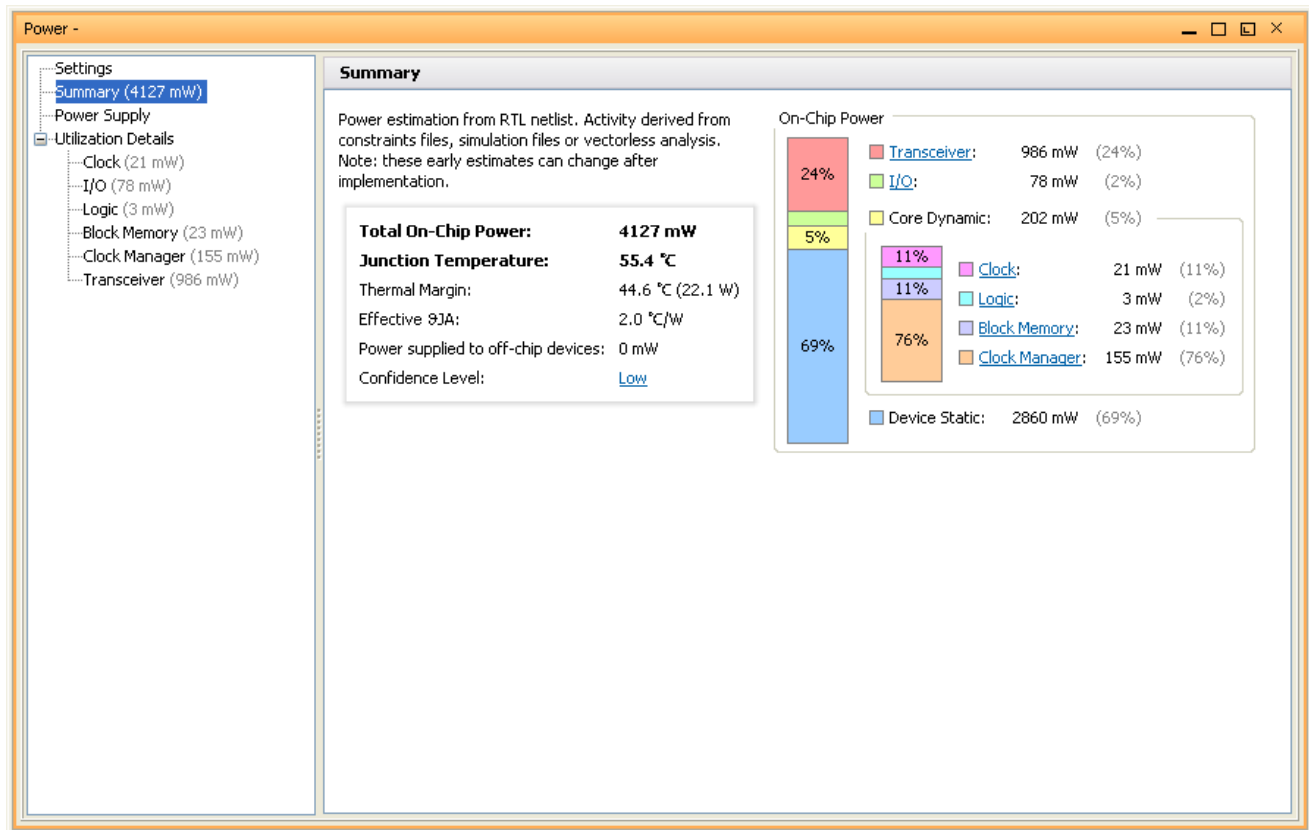 Power -
Settings
Summary (4127 mW)
Power Supply
Utilization Details
Clock (21 mW)
I/O (78 mW)
Logic (3 mW)
Block Memory (23 mW)
Clock Manager (155 mW)
Transceiver (986 mW)
Summary
Power estimation from RTL netlist. Activity derived from
constraints files, simulation files or vectorless analysis.
Note: these early estimates can change after
implementation.
Total On-Chip Power: 4127 mW
Junction Temperature: 55.4 °C
Thermal Margin: 44.6 °C (22.1 W)
Effective ϑJA: 2.0 °C/W
Power supplied to off-chip devices: 0 mW
Confidence Level: Low
On-Chip Power
24%
5%
69%
Transceiver: 986 mW (24%)
I/O: 78 mW (2%)
Core Dynamic: 202 mW (5%)
11%
11%
76%
Clock: 21 mW (11%)
Logic: 3 mW (2%)
Block Memory: 23 mW (11%)
Clock Manager: 155 mW (76%)
Device Static: 2860 mW (69%)